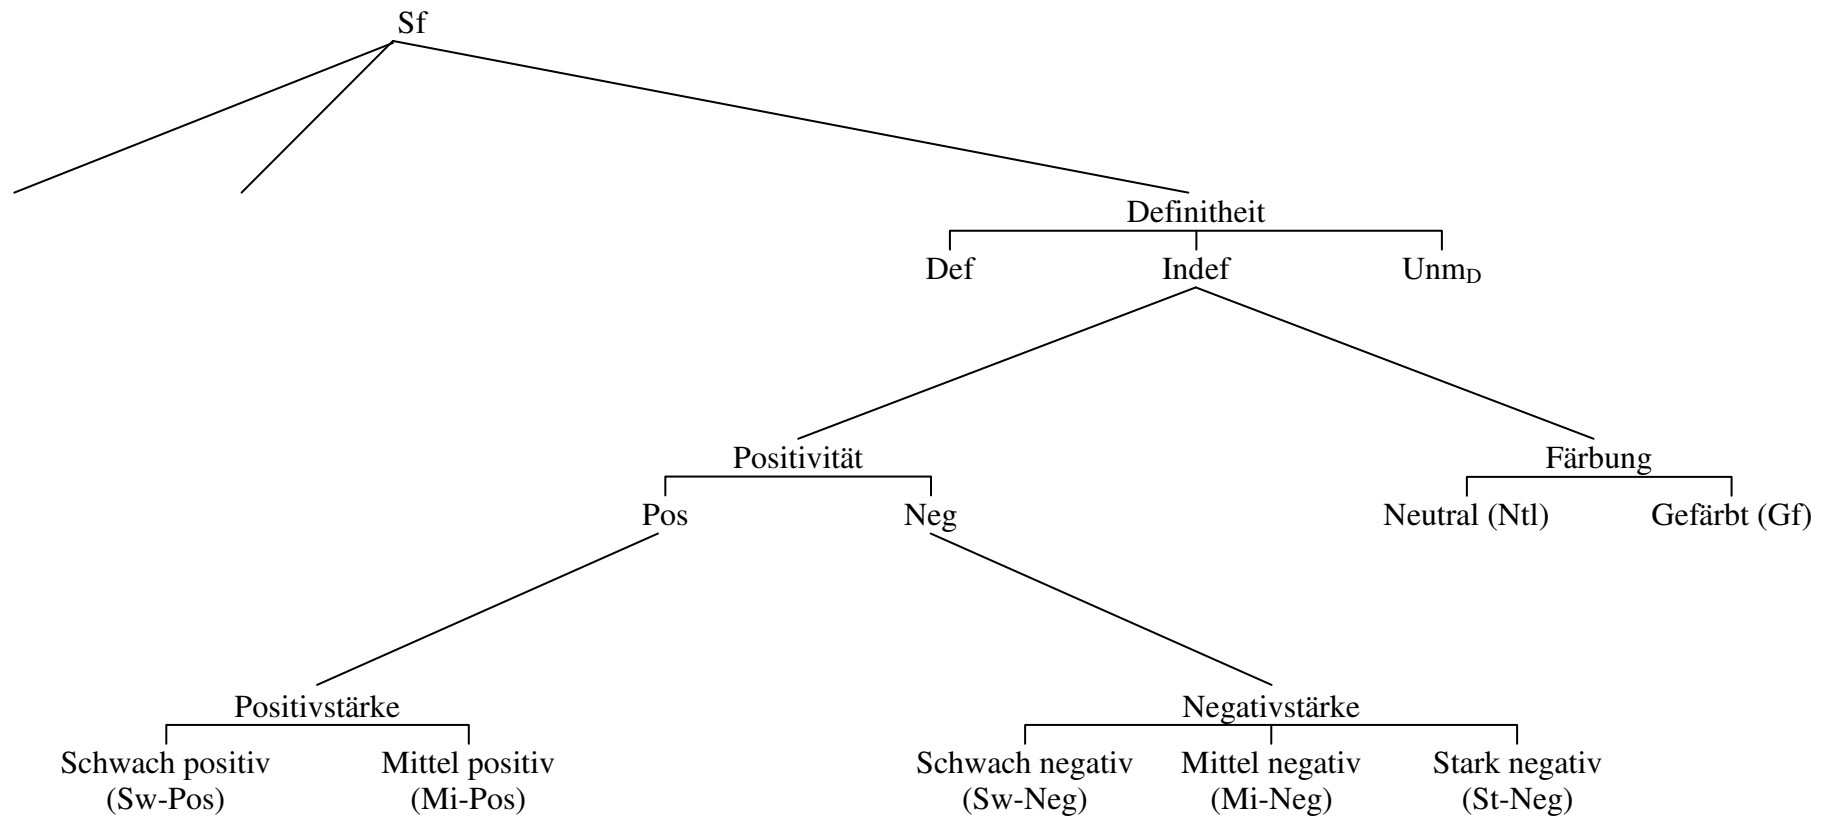 Sf
Definitheit
Def Indef Unm_D
Positivität Färbung
Pos Neg Neutral (Ntl) Gefärbt (Gf)
Positivstärke Negativstärke
Schwach positiv Mittel positiv Schwach negativ Mittel negativ Stark negativ
(Sw-Pos) (Mi-Pos) (Sw-Neg) (Mi-Neg) (St-Neg)